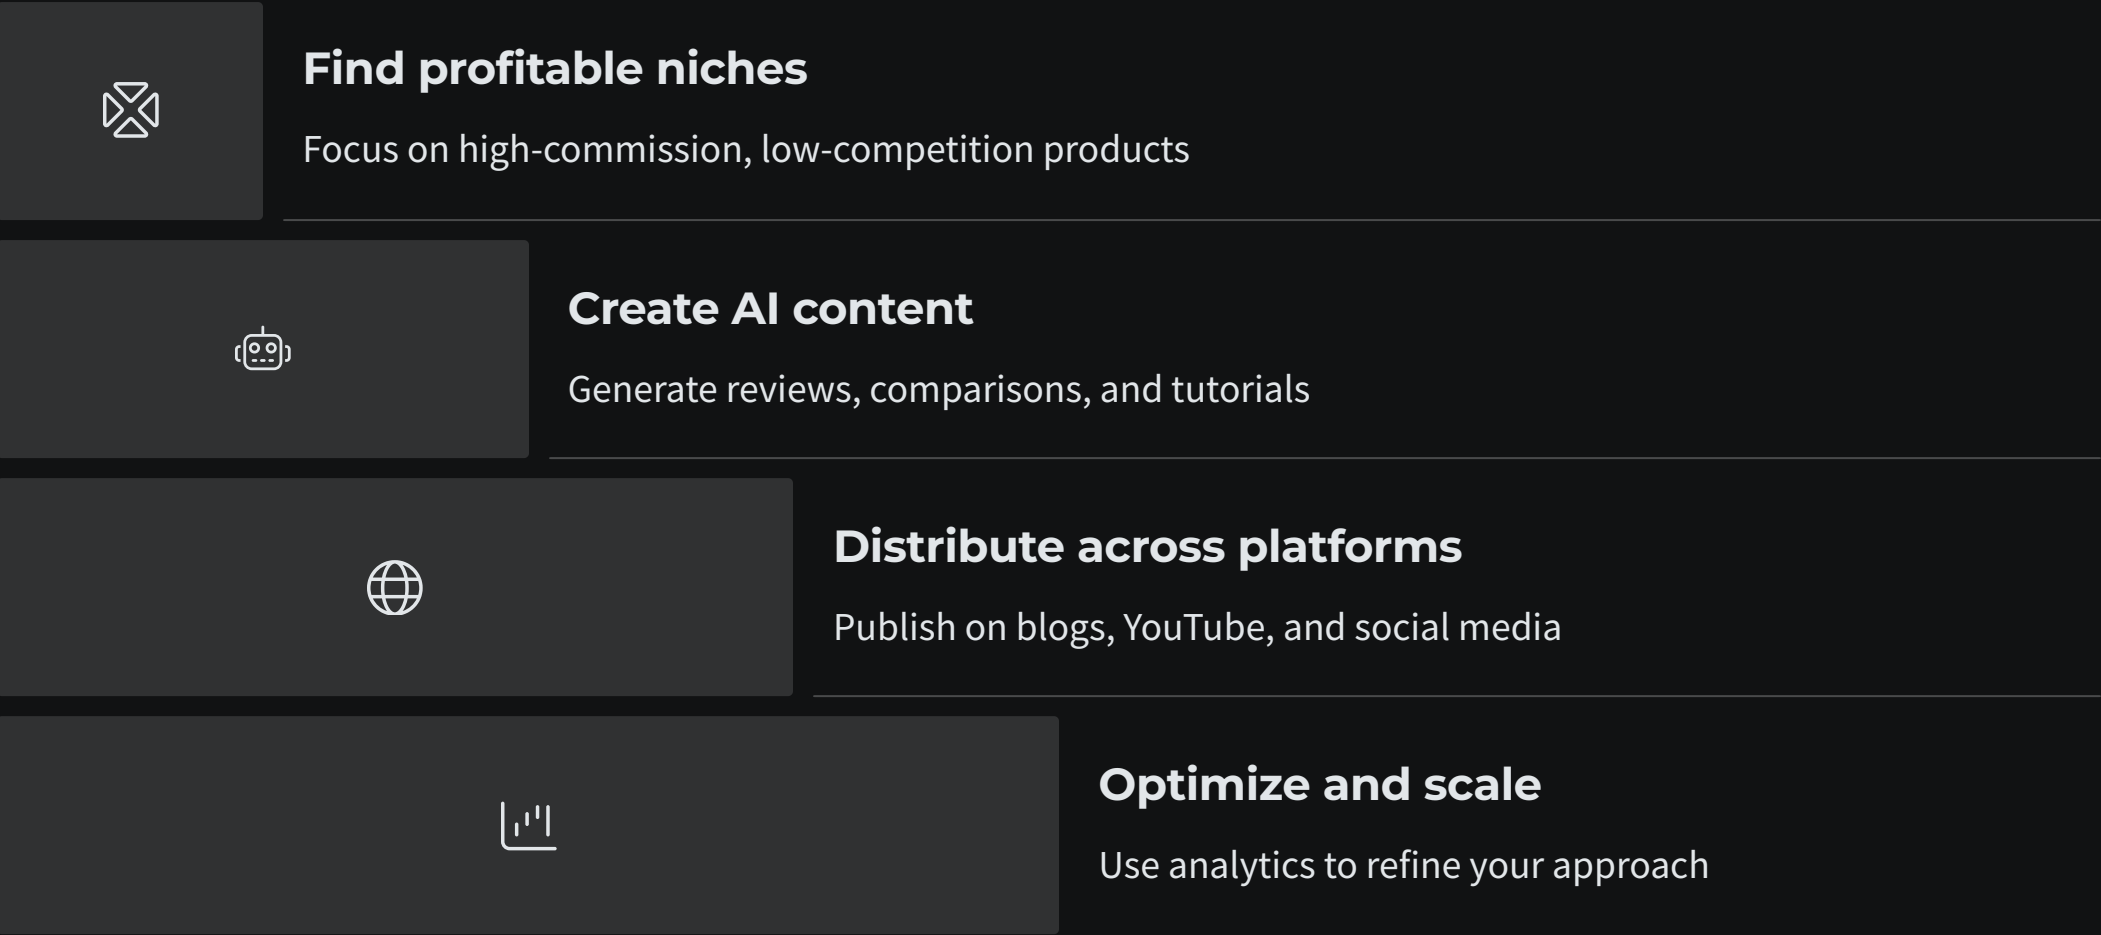 Find profitable niches
Focus on high-commission, low-competition products
Create AI content
Generate reviews, comparisons, and tutorials
Distribute across platforms
Publish on blogs, YouTube, and social media
Optimize and scale
Use analytics to refine your approach